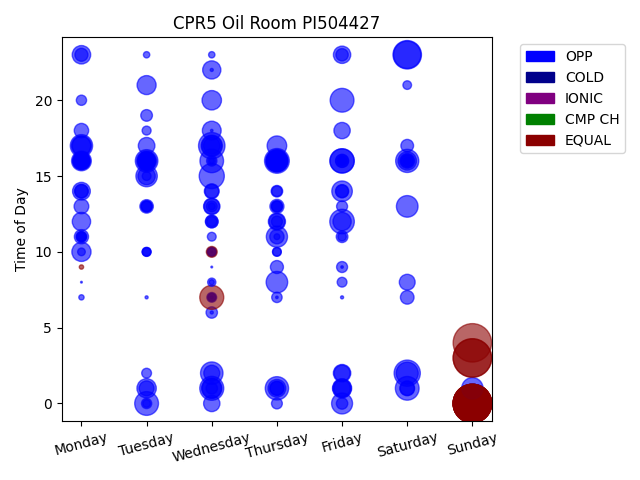 CPR5 Oil Room PI504427
Time of Day
20
15
10
5
0
Monday
Tuesday
Wednesday
Thursday
Friday
Saturday
Sunday
OPP
COLD
IONIC
CMP CH
EQUAL